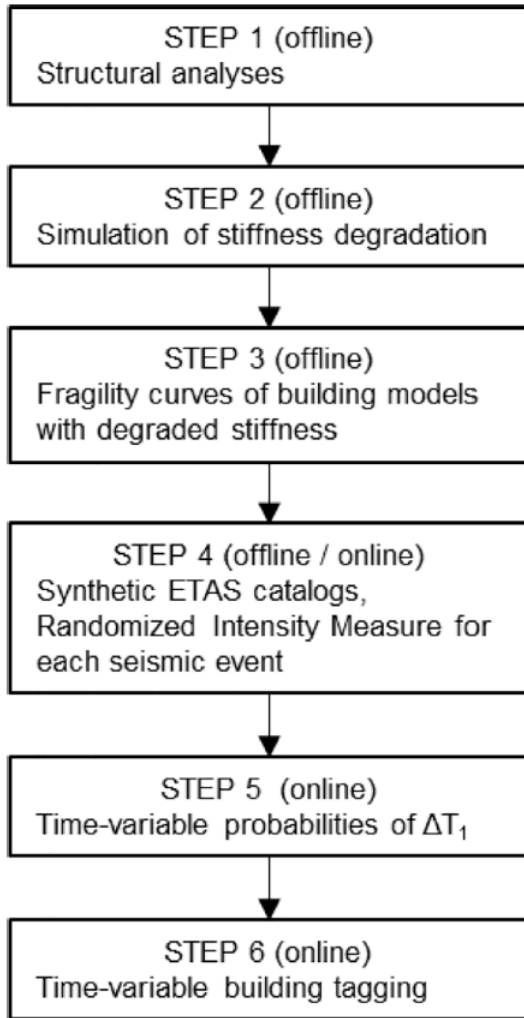 STEP 1 (offline)
Structural analyses
STEP 2 (offline)
Simulation of stiffness degradation
STEP 3 (offline)
Fragility curves of building models
with degraded stiffness
STEP 4 (offline / online)
Synthetic ETAS catalogs,
Randomized Intensity Measure for
each seismic event
STEP 5 (online)
Time-variable probabilities of ΔT₁
STEP 6 (online)
Time-variable building tagging